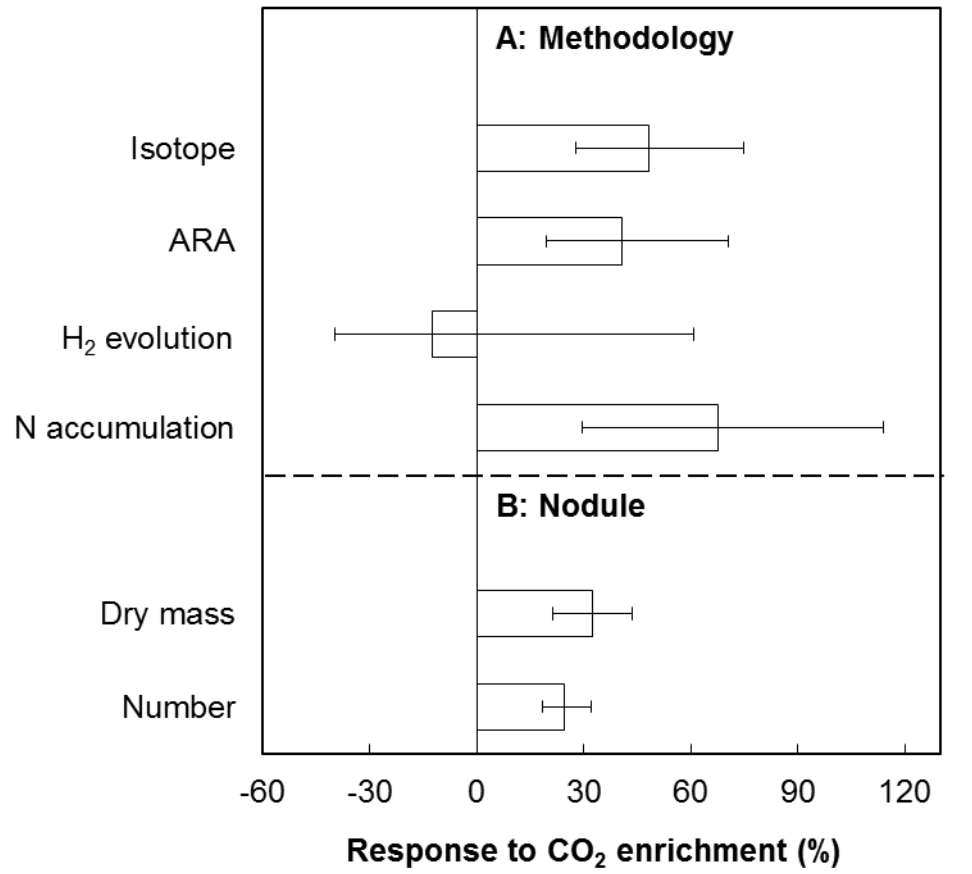 A: Methodology
Isotope
ARA
H₂ evolution
N accumulation
B: Nodule
Dry mass
Number
-60 -30 0 30 60 90 120
Response to CO₂ enrichment (%)